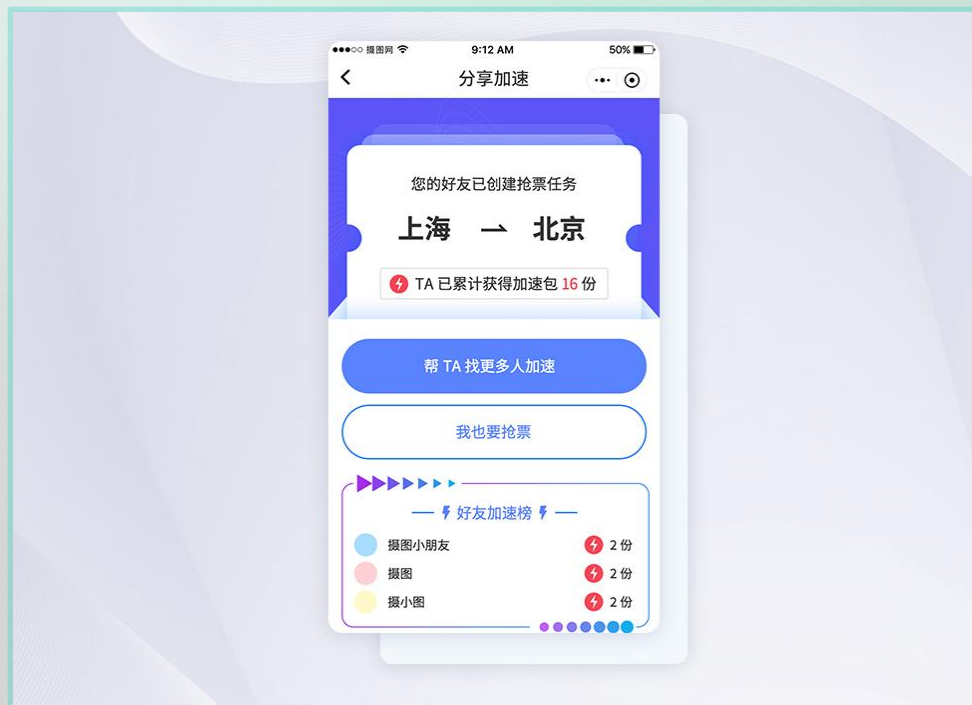 摄图网
9:12 AM
50%
分享加速
您的好友已创建抢票任务
上海 → 北京
TA 已累计获得加速包 16 份
帮 TA 找更多人加速
我也要抢票
好友加速榜
摄图小朋友 2 份
摄图 2 份
摄小图 2 份